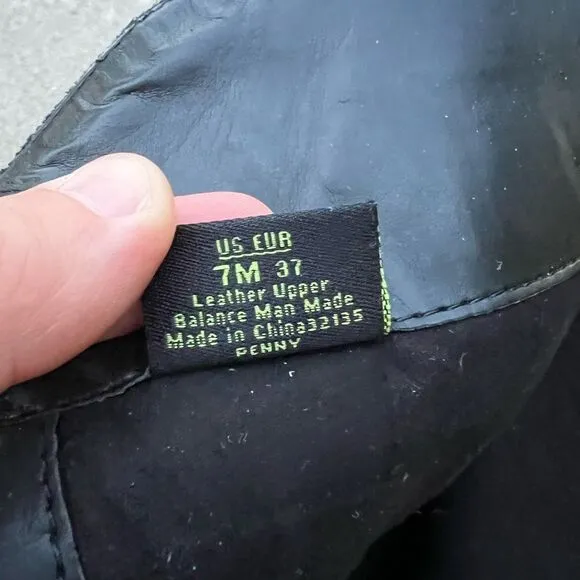 US EUR
7M 37
Leather Upper
Balance Man Made
Made in China32135
PENNY